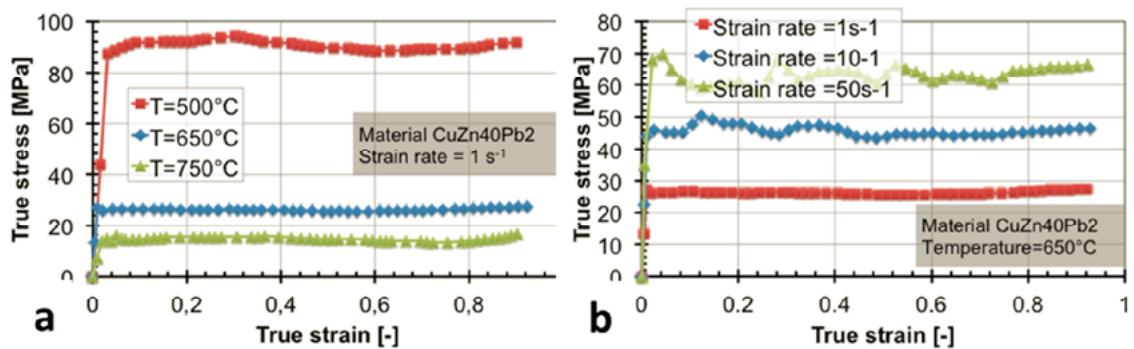 100
80
60
40
20
0
True stress [MPa]
T=500°C
T=650°C
T=750°C
Material CuZn40Pb2
Strain rate = 1 s-1
0
0,2
0,4
0,6
0,8
True strain [-]
a
80
70
60
50
40
30
20
10
0
True stress [MPa]
Strain rate =1s-1
Strain rate =10-1
Strain rate =50s-1
Material CuZn40Pb2
Temperature=650°C
0
0.2
0.4
0.6
0.8
1
True strain [-]
b